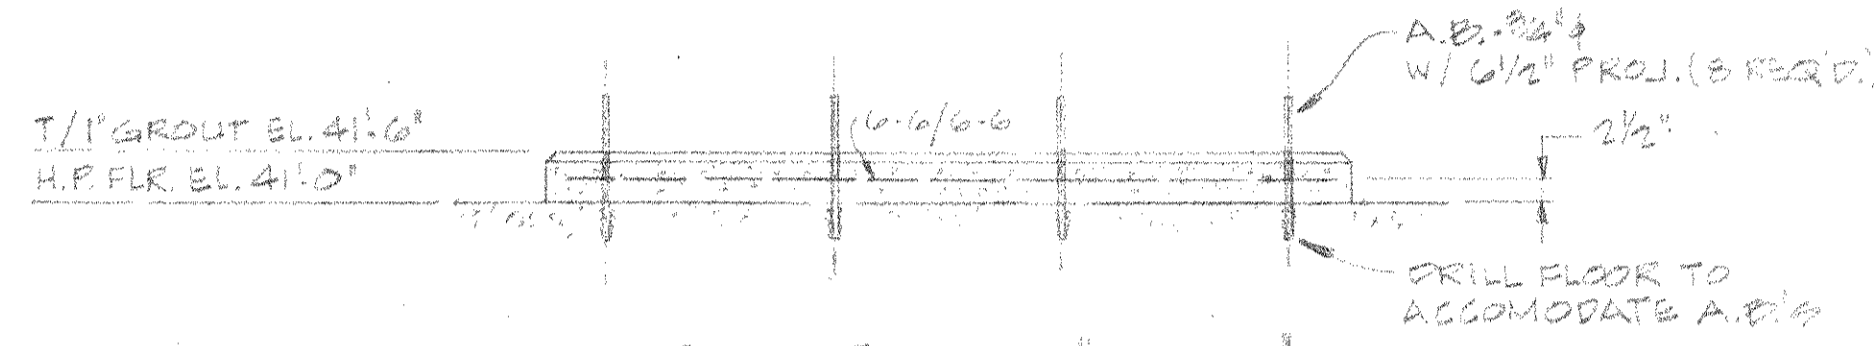 A.B.-3/4"ϕ
W/ 6 1/2" PROJ. (8 REQ'D.)
T/1" GROUT EL. 41'-6"
6-6/6-6
2 1/2"
H.P. FLR. EL. 41'-0"
DRILL FLOOR TO
ACCOMODATE A.B.'s